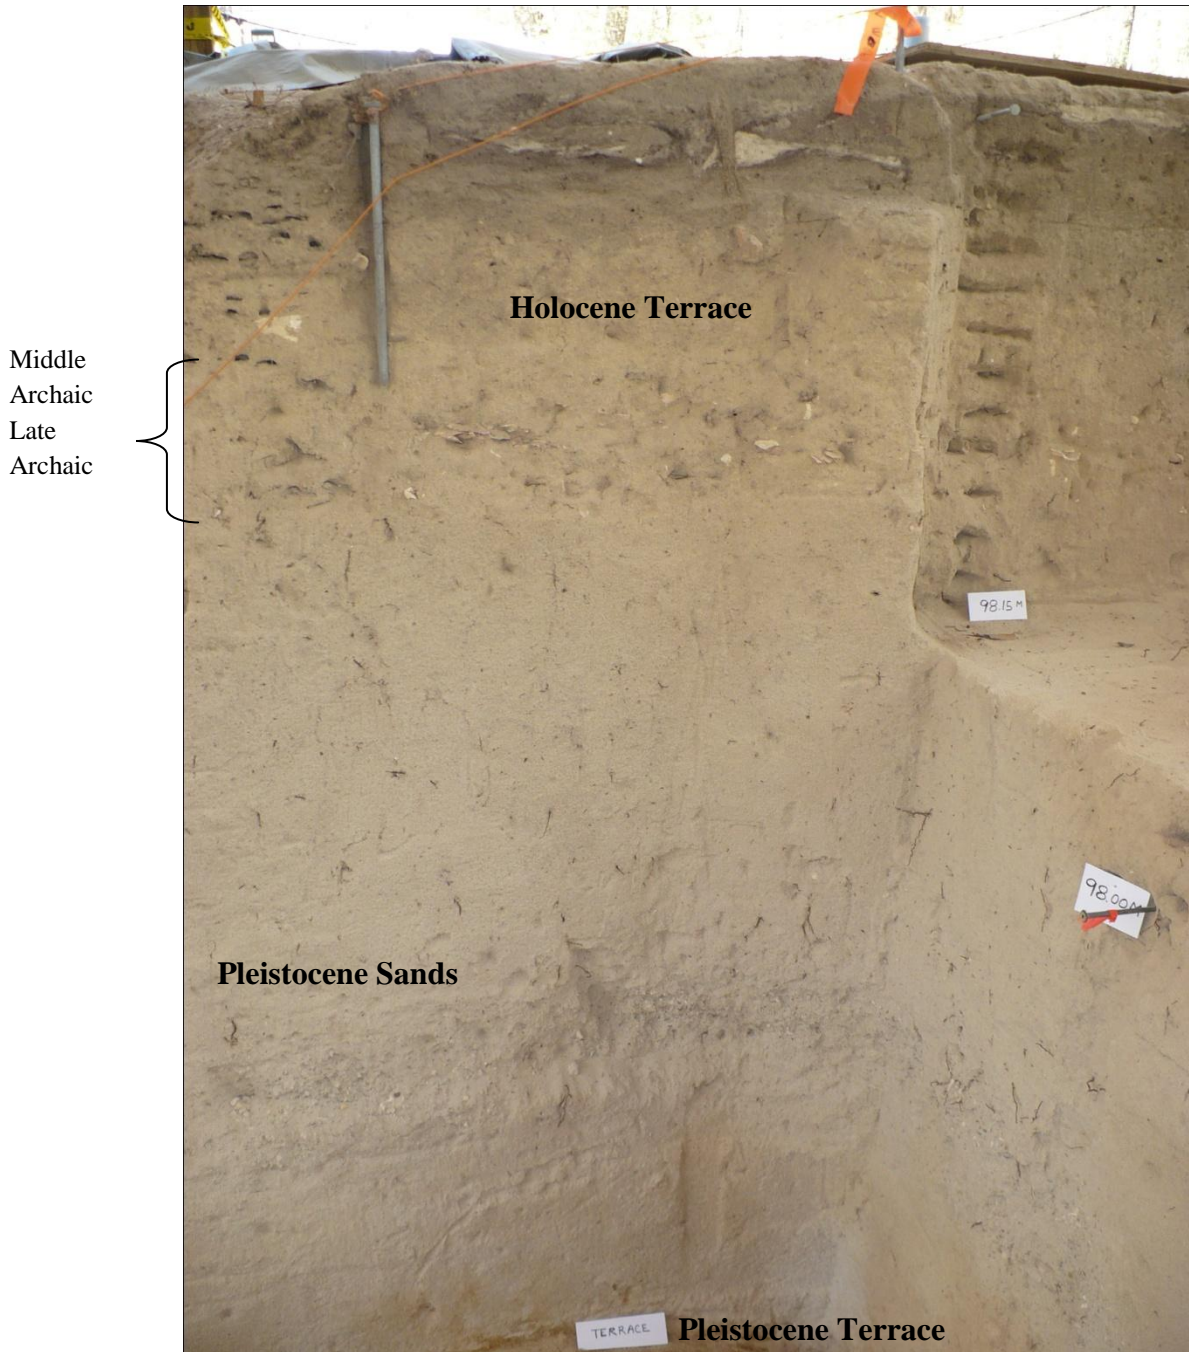 Holocene Terrace
Middle
Archaic
Late
Archaic
98.15 M
98.00M
Pleistocene Sands
TERRACE
Pleistocene Terrace